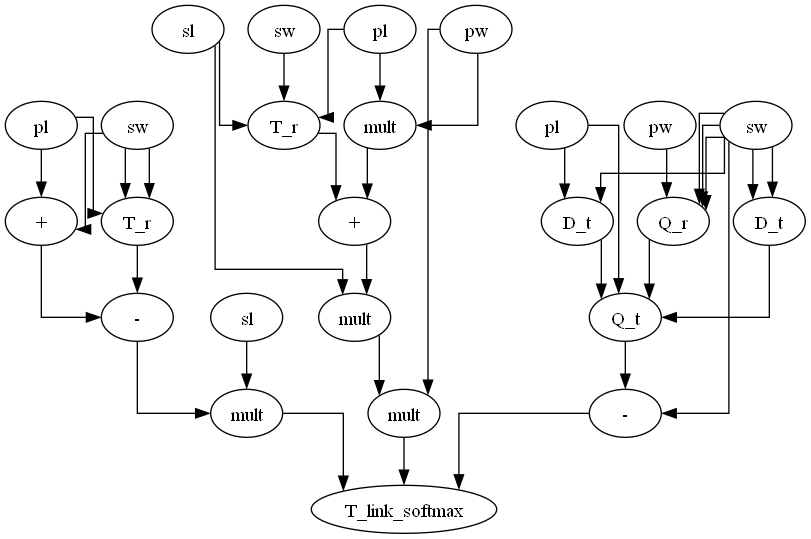 sl
sw
pl
pw
pl
sw
T_r
mult
pl
pw
sw
+
T_r
+
D_t
Q_r
D_t
-
sl
mult
Q_t
mult
mult
-
T_link_softmax